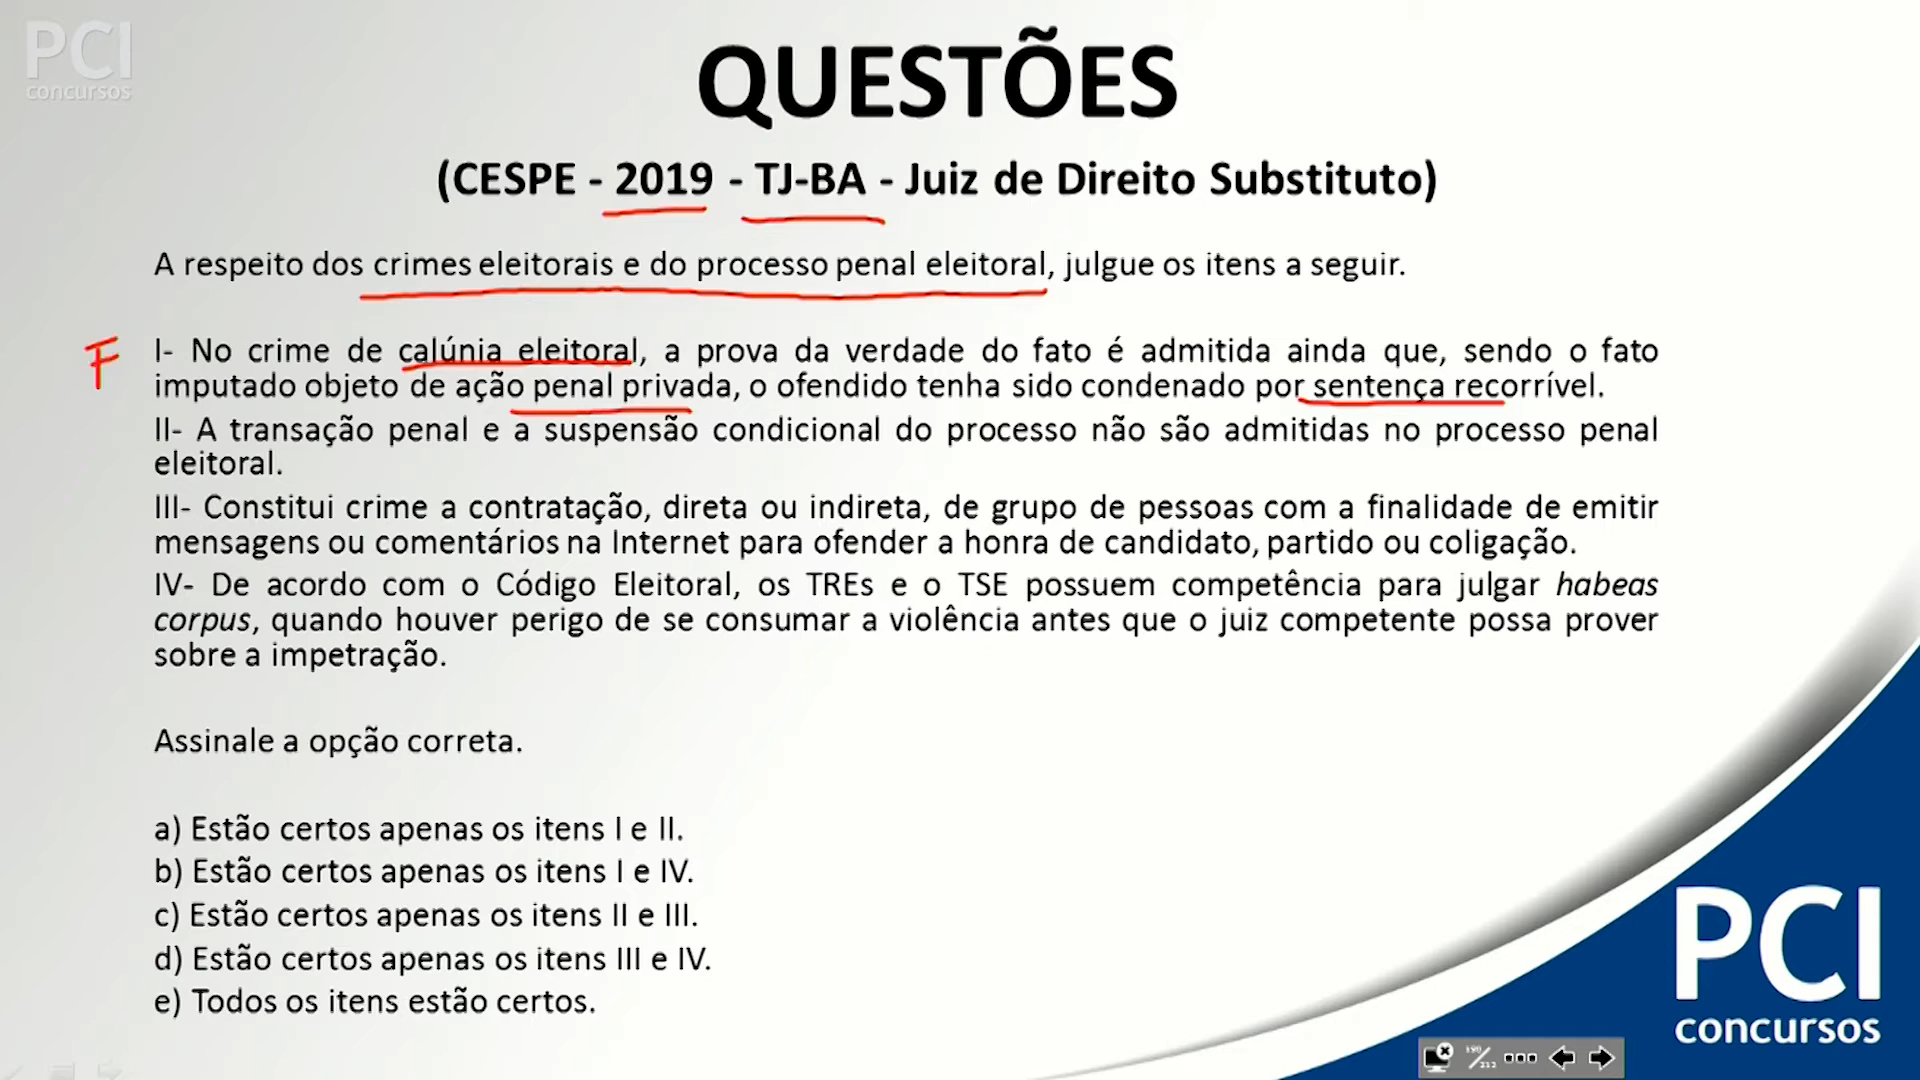 PCI
concursos
QUESTÕES
(CESPE - 2019 - TJ-BA - Juiz de Direito Substituto)
A respeito dos crimes eleitorais e do processo penal eleitoral, julgue os itens a seguir.
F
I- No crime de calúnia eleitoral, a prova da verdade do fato é admitida ainda que, sendo o fato
imputado objeto de ação penal privada, o ofendido tenha sido condenado por sentença recorrível.
II- A transação penal e a suspensão condicional do processo não são admitidas no processo penal
eleitoral.
III- Constitui crime a contratação, direta ou indireta, de grupo de pessoas com a finalidade de emitir
mensagens ou comentários na Internet para ofender a honra de candidato, partido ou coligação.
IV- De acordo com o Código Eleitoral, os TREs e o TSE possuem competência para julgar habeas
corpus, quando houver perigo de se consumar a violência antes que o juiz competente possa prover
sobre a impetração.
Assinale a opção correta.
a) Estão certos apenas os itens I e II.
b) Estão certos apenas os itens I e IV.
c) Estão certos apenas os itens II e III.
d) Estão certos apenas os itens III e IV.
e) Todos os itens estão certos.
PCI
concursos
190/212